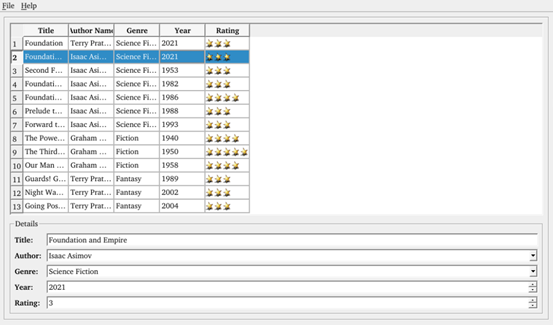 File Help
Title Author Name Genre Year Rating
1 Foundation Terry Prat... Science Fi... 2021
2 Foundati... Isaac Asi... Science Fi... 2021
3 Second F... Isaac Asi... Science Fi... 1953
4 Foundati... Isaac Asi... Science Fi... 1982
5 Foundati... Isaac Asi... Science Fi... 1986
6 Prelude t... Isaac Asi... Science Fi... 1988
7 Forward t... Isaac Asi... Science Fi... 1993
8 The Powe... Graham ... Fiction 1940
9 The Third... Graham ... Fiction 1950
10 Our Man ... Graham ... Fiction 1958
11 Guards! G... Terry Prat... Fantasy 1989
12 Night Wa... Terry Prat... Fantasy 2002
13 Going Pos... Terry Prat... Fantasy 2004
Details
Title: Foundation and Empire
Author: Isaac Asimov
Genre: Science Fiction
Year: 2021
Rating: 3